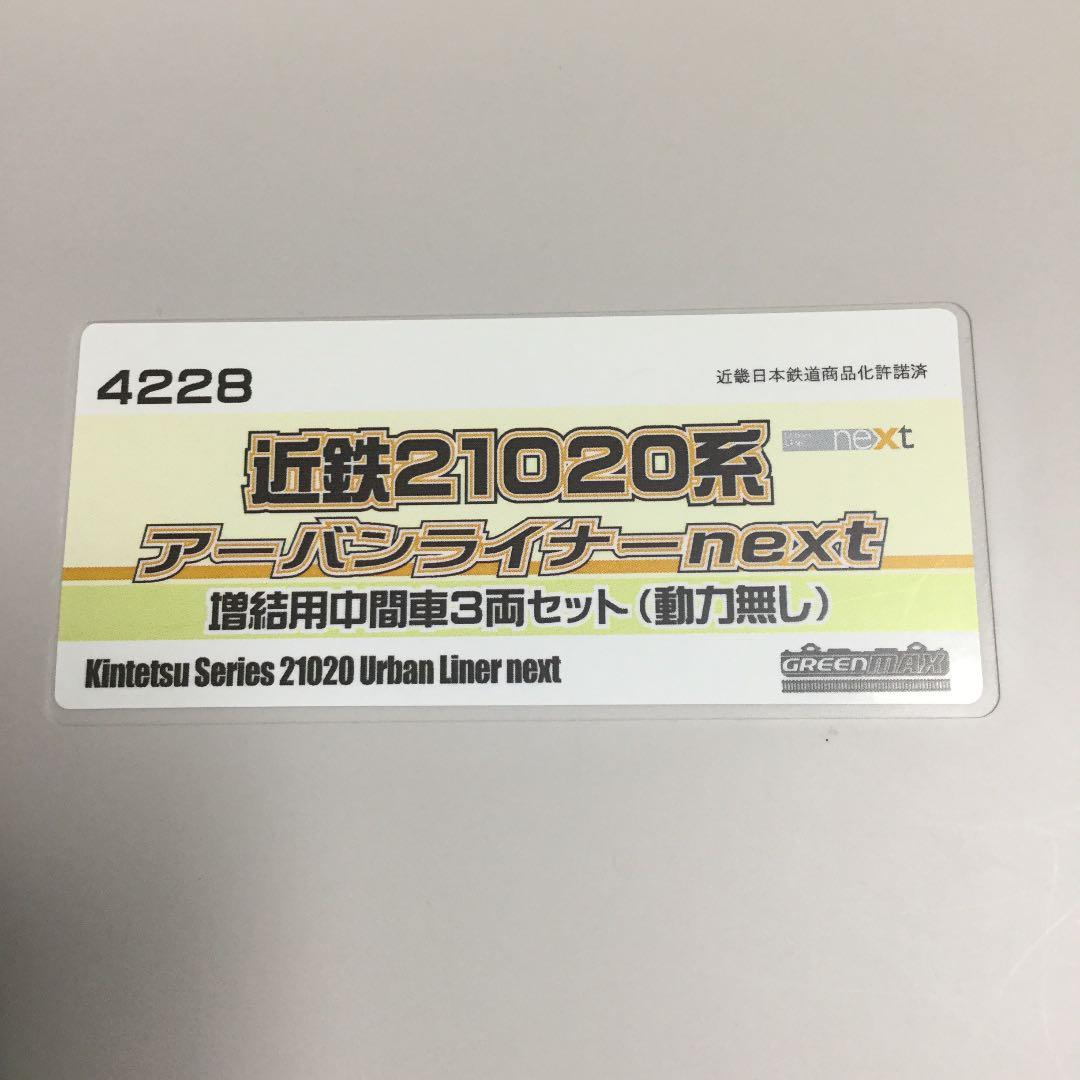 4228
近畿日本鉄道商品化許諾済
近鉄21020系
next
アーバンライナーnext
増結用中間車3両セット(動力無し)
Kintetsu Series 21020 Urban Liner next
GREENMAX